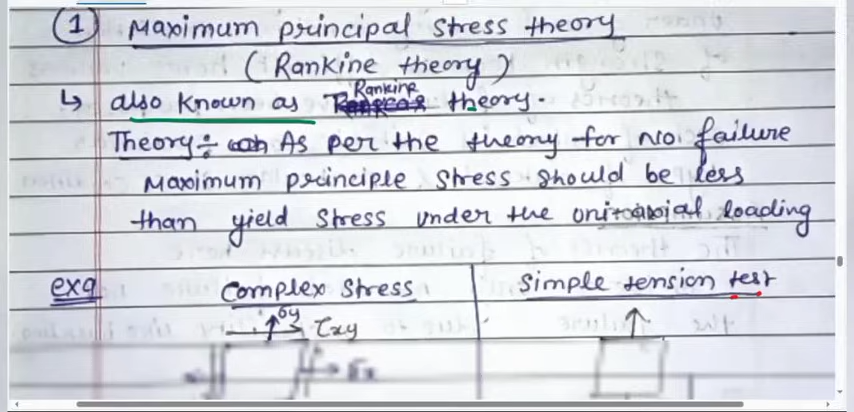 ① Maximum principal stress theory
(Rankine theory)
↳ also known as Rankine theory.
Theory÷ As per the theory for no. failure
Maximum principle stress should be less
than yield stress under the uniaxial loading
exa
Complex stress
Simple tension test
σy
τxy
σx